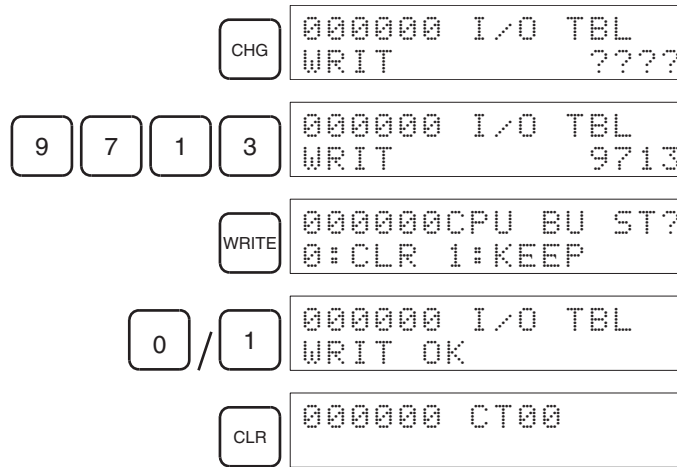 CHG
000000 I/O TBL
WRIT ????
9 7 1 3
000000 I/O TBL
WRIT 9713
WRITE
000000CPU BU ST?
0:CLR 1:KEEP
0 / 1
000000 I/O TBL
WRIT OK
CLR
000000 CT00